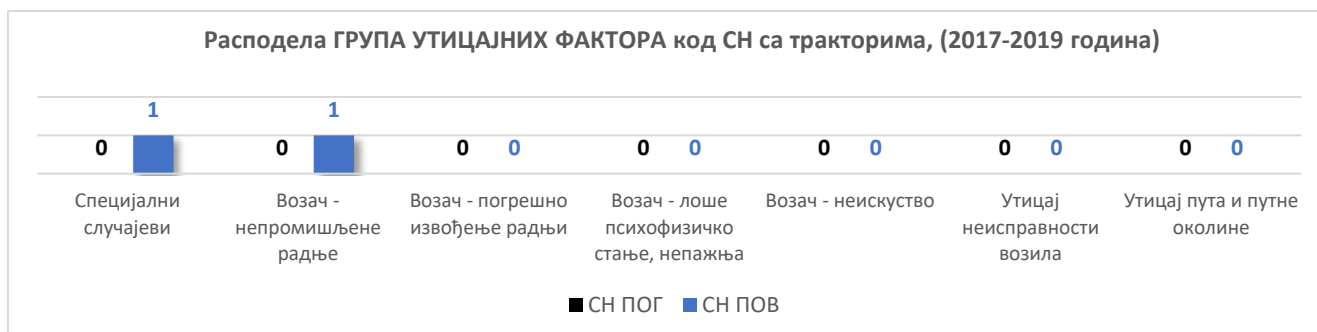 Расподела ГРУПА УТИЦАЈНИХ ФАКТОРА код СН са тракторима, (2017-2019 година)
1 1
0 0 0 0 0 0 0 0 0 0 0 0
Специјални
случајеви
Возач -
непромишљене
радње
Возач - погрешно
извођење радњи
Возач - лоше
психофизичко
стање, непажња
Возач - неискуство
Утицај
неисправности
возила
Утицај пута и путне
околине
СН ПОГ СН ПОВ